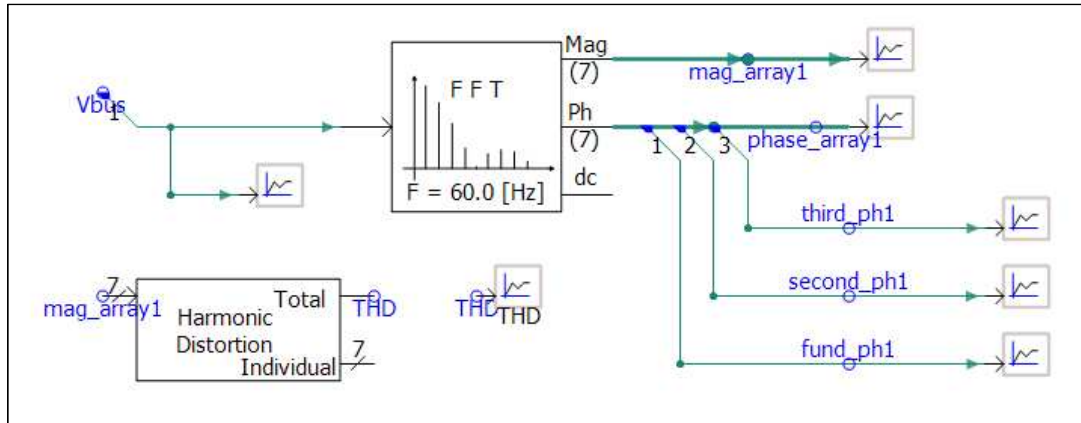 Mag
(7)
mag_array1
F F T
Vbus
1
Ph
(7)
1
2
3
phase_array1
dc
F = 60.0 [Hz]
third_ph1
7
mag_array1
Total
THD
THD
THD
second_ph1
Harmonic
Distortion
Individual
7
fund_ph1